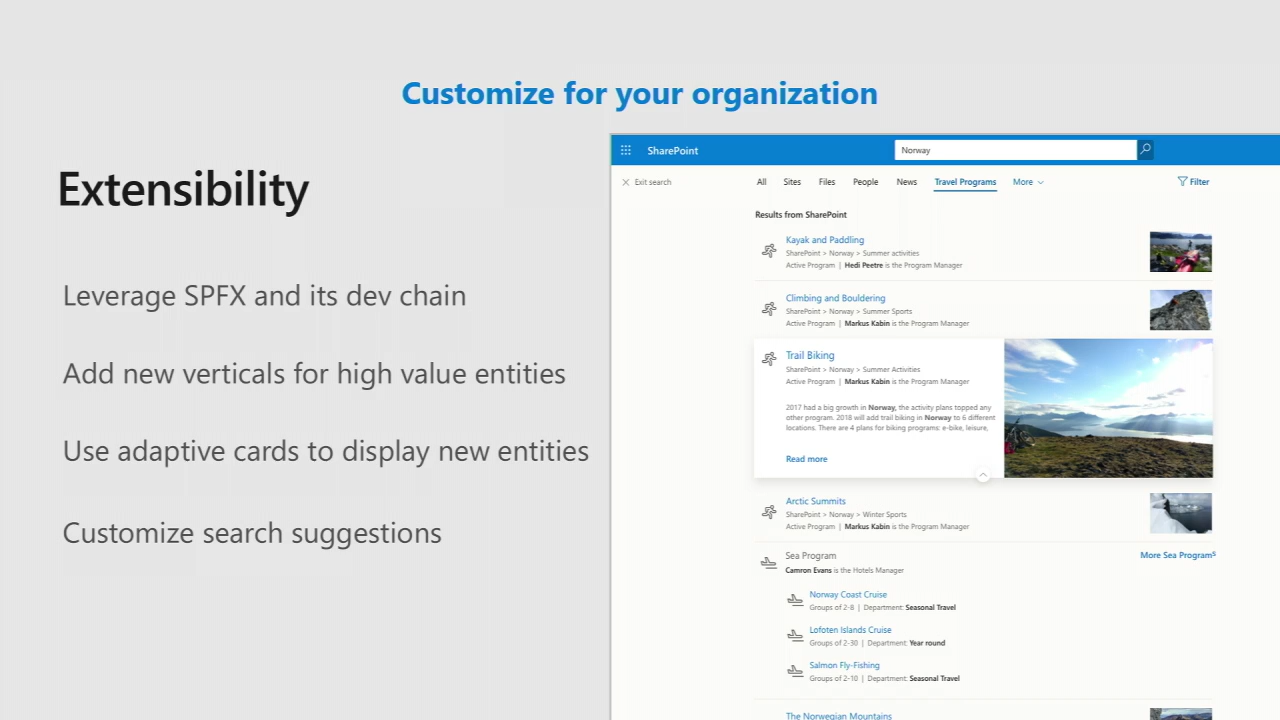 Customize for your organization
Extensibility
Leverage SPFX and its dev chain
Add new verticals for high value entities
Use adaptive cards to display new entities
Customize search suggestions
SharePoint
Norway
Exit search
All Sites Files People News Travel Programs More
Filter
Results from SharePoint
Kayak and Paddling
SharePoint > Norway > Summer activities
Active Program | Hedi Peetre is the Program Manager
Climbing and Bouldering
SharePoint > Norway > Summer Sports
Active Program | Markus Kabin is the Program Manager
Trail Biking
SharePoint > Norway > Summer Activities
Active Program | Markus Kabin is the Program Manager
2017 had a big growth in Norway, the activity plans topped any
other program. 2018 will add trail biking in Norway to 6 different
locations. There are 4 plans for biking programs: e-bike, leisure,
Read more
Arctic Summits
SharePoint > Norway > Winter Sports
Active Program | Markus Kabin is the Program Manager
Sea Program
More Sea Programs
Camron Evans is the Hotels Manager
Norway Coast Cruise
Groups of 2-8 | Department: Seasonal Travel
Lofoten Islands Cruise
Groups of 2-30 | Department: Year round
Salmon Fly-Fishing
Groups of 2-10 | Department: Seasonal Travel
The Norwegian Mountains